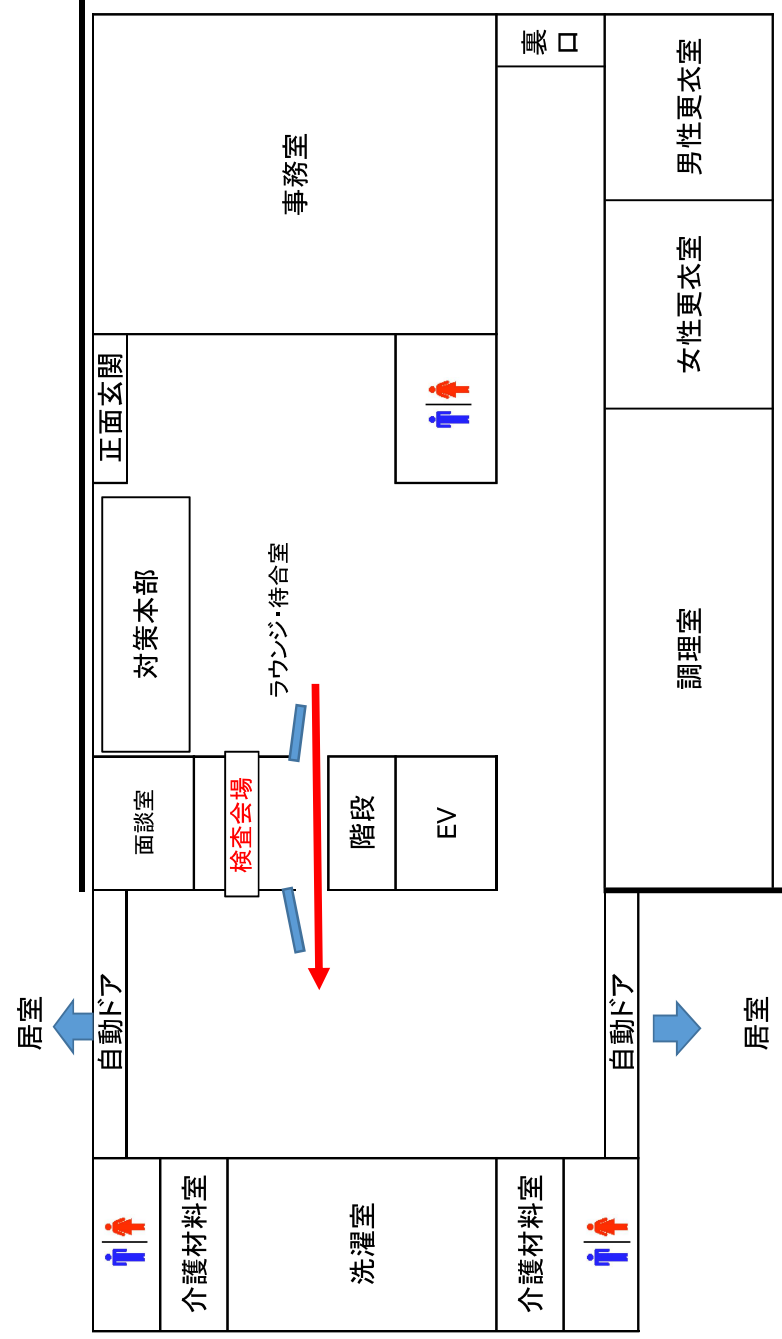 裏口
男性更衣室
事務室
女性更衣室
正面玄関
対策本部
ラウンジ・待合室
調理室
面談室
検査会場
階段
EV
居室
自動ドア
自動ドア
居室
介護材料室
洗濯室
介護材料室